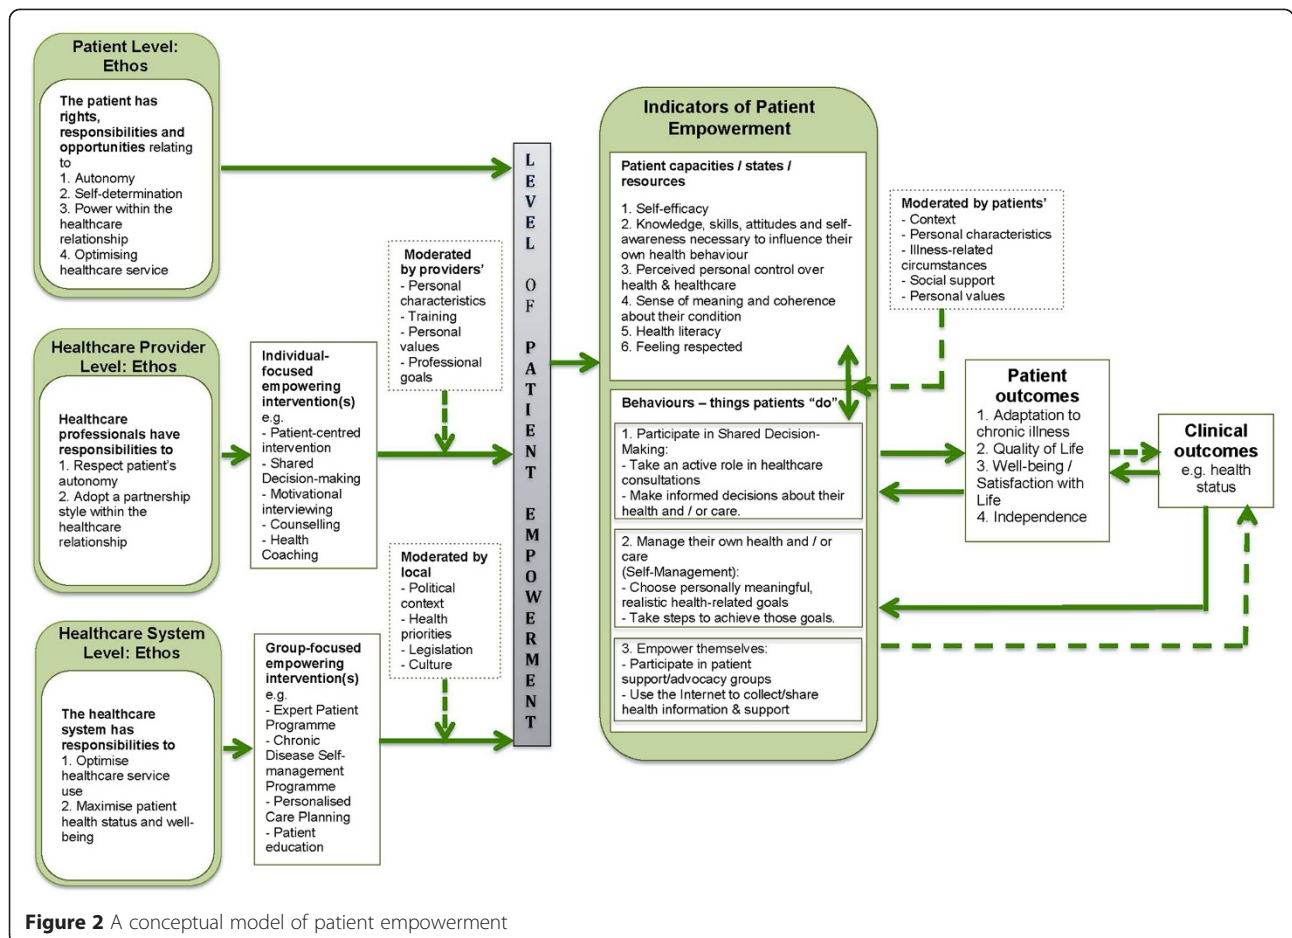 Patient Level:
Ethos
The patient has
rights,
responsibilities and
opportunities relating
to
1. Autonomy
2. Self-determination
3. Power within the
healthcare
relationship
4. Optimising
healthcare service
Healthcare Provider
Level: Ethos
Healthcare
professionals have
responsibilities to
1. Respect patient's
autonomy
2. Adopt a partnership
style within the
healthcare
relationship
Healthcare System
Level: Ethos
The healthcare
system has
responsibilities to
1. Optimise
healthcare service
use
2. Maximise patient
health status and well-
being
Individual-
focused
empowering
intervention(s)
e.g.
- Patient-centred
intervention
- Shared
Decision-making
- Motivational
interviewing
- Counselling
- Health
Coaching
Group-focused
empowering
intervention(s)
e.g.
- Expert Patient
Programme
- Chronic
Disease Self-
management
Programme
- Personalised
Care Planning
- Patient
education
Moderated
by providers'
- Personal
characteristics
- Training
- Personal
values
- Professional
goals
Moderated by
local
- Political
context
- Health
priorities
- Legislation
- Culture
LEVEL OF PATIENT EMPOWERMENT
Indicators of Patient
Empowerment
Patient capacities / states /
resources
1. Self-efficacy
2. Knowledge, skills, attitudes and self-
awareness necessary to influence their
own health behaviour
3. Perceived personal control over
health & healthcare
4. Sense of meaning and coherence
about their condition
5. Health literacy
6. Feeling respected
Behaviours – things patients “do”
1. Participate in Shared Decision-
Making:
- Take an active role in healthcare
consultations
- Make informed decisions about their
health and / or care.
2. Manage their own health and / or
care
(Self-Management):
- Choose personally meaningful,
realistic health-related goals
- Take steps to achieve those goals.
3. Empower themselves:
- Participate in patient
support/advocacy groups
- Use the Internet to collect/share
health information & support
Moderated by patients'
- Context
- Personal characteristics
- Illness-related
circumstances
- Social support
- Personal values
Patient
outcomes
1. Adaptation to
chronic illness
2. Quality of Life
3. Well-being /
Satisfaction with
Life
4. Independence
Clinical
outcomes
e.g. health
status
Figure 2 A conceptual model of patient empowerment